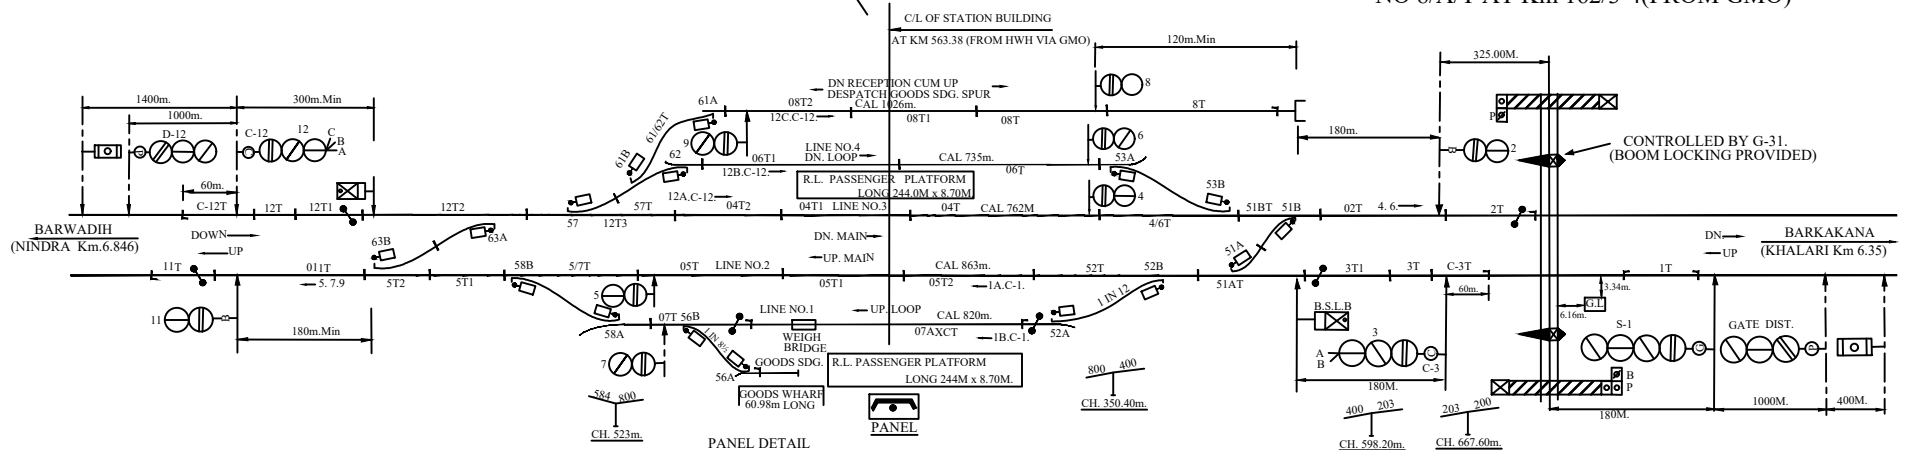 NO 8/A/T AT Km 162/3-4(FROM GMO)
C/L OF STATION BUILDING
AT KM 563.38 (FROM HWH VIA GMO)
120m.Min
325.00M.
1400m.
300m.Min
1000m.
DN RECEPTION CUM UP
DESPATCH GOODS SDG. SPUR
CAL 1026m.
61A
08T2
12C.C-12.
08T1
08T
8T
8
P
D-12
C-12
12
C
B
A
P
C
61/62T
9
62
61B
LINE NO.4
DN. LOOP
06T1
12B.C-12.
CAL 735m.
06T
6
53A
180m.
B
2
CONTROLLED BY G-31.
(BOOM LOCKING PROVIDED)
60m.
R.L. PASSENGER PLATFORM
LONG 244.0M x 8.70M
12A.C-12.
4
53B
C-12T
12T
12T1
12T2
57
12T3
57T
04T2
04T1
LINE NO.3
04T
CAL 762M
4/6T
51BT
51B
02T
4. 6.
2T
BARWADIH
(NINDRA Km.6.846)
DOWN
UP
63B
63A
DN. MAIN
UP. MAIN
51A
DN.
UP
BARKAKANA
(KHALARI Km 6.35)
11T
011T
5. 7.9
5T2
5T1
58B
5/7T
05T
LINE NO.2
05T1
CAL 863m.
05T2
1A.C-1.
52T
52B
51AT
3T1
3T
C-3T
1T
60m.
3.34m.
G.L
6.16m.
11
B
180m.Min
5
58A
07T
56B
LINE NO.1
UP. LOOP
CAL 820m.
07AXCT
1B.C-1.
52A
1 IN 12
1 IN 8½
WEIGH
BRIDGE
B.S.L.B
3
A
B
C
C-3
S-1
G
GATE DIST.
P
7
56A
GOODS SDG.
R.L. PASSENGER PLATFORM
LONG 244M x 8.70M.
GOODS WHARF
60.98m LONG
PANEL
PANEL DETAIL
584 800
CH. 523m.
800 400
CH. 350.40m.
180M.
400 203
CH. 598.20m.
203 200
CH. 667.60m.
B
P
180M.
1000M.
400M.